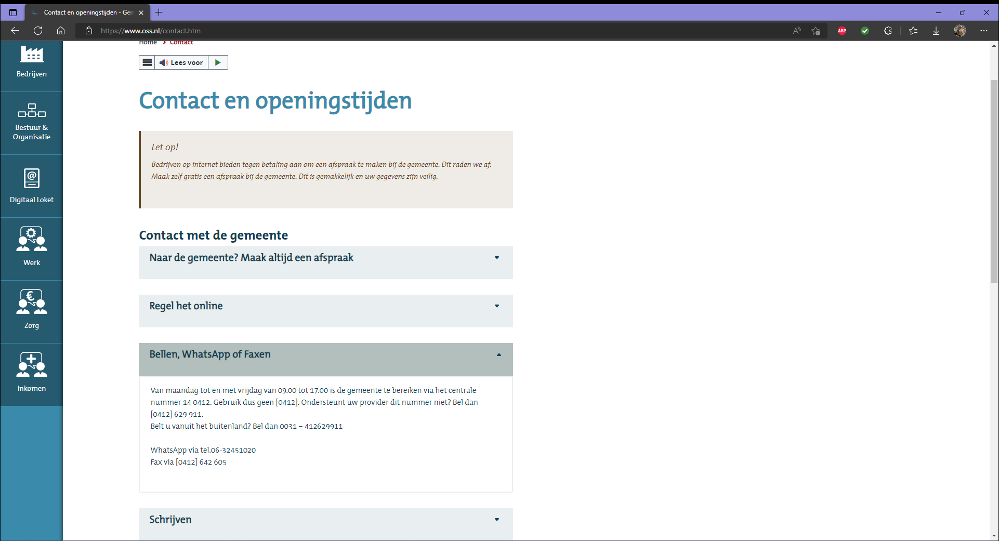 Contact en openingstijden - Gem
https://www.oss.nl/contact.htm
ABP
Home > Contact
Lees voor
Bedrijven
Bestuur &
Organisatie
Digitaal Loket
Werk
Zorg
Inkomen
Contact en openingstijden
Let op!
Bedrijven op internet bieden tegen betaling aan om een afspraak te maken bij de gemeente. Dit raden we af.
Maak zelf gratis een afspraak bij de gemeente. Dit is gemakkelijk en uw gegevens zijn veilig.
Contact met de gemeente
Naar de gemeente? Maak altijd een afspraak
Regel het online
Bellen, WhatsApp of Faxen
Van maandag tot en met vrijdag van 09.00 tot 17.00 is de gemeente te bereiken via het centrale
nummer 14 0412. Gebruik dus geen [0412]. Ondersteunt uw provider dit nummer niet? Bel dan
[0412] 629 911.
Belt u vanuit het buitenland? Bel dan 0031 – 412629911
WhatsApp via tel.06-32451020
Fax via [0412] 642 605
Schrijven